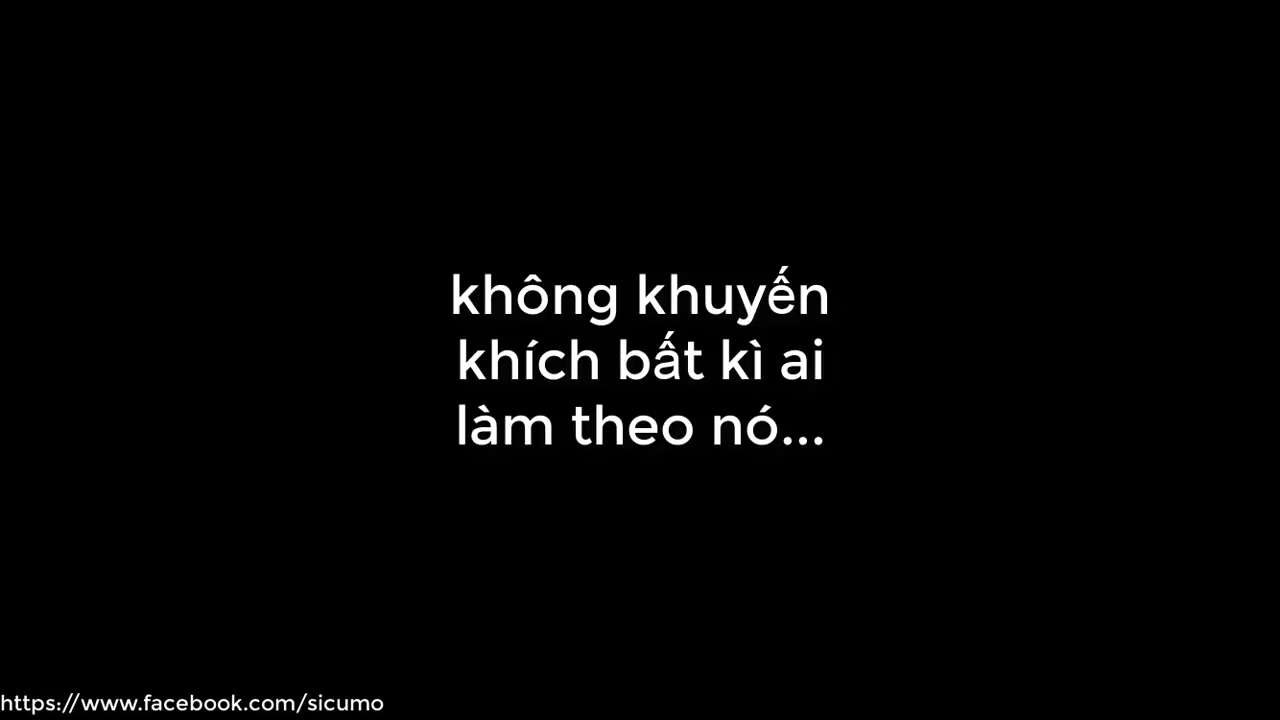 không khuyến
khích bất kì ai
làm theo nó...
https://www.facebook.com/sicumo